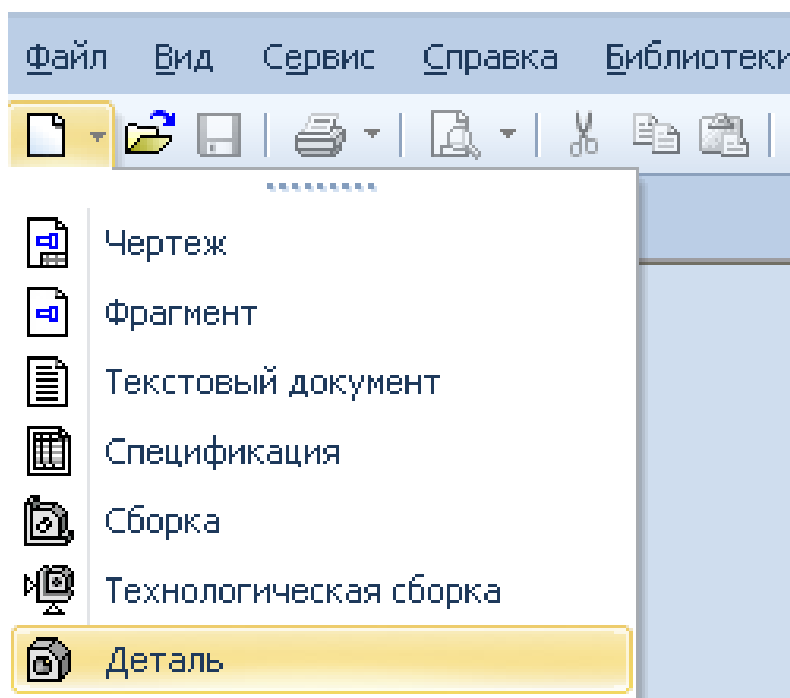 Файл Вид Сервис Справка Библиотеки
Чертеж
Фрагмент
Текстовый документ
Спецификация
Сборка
Технологическая сборка
Деталь